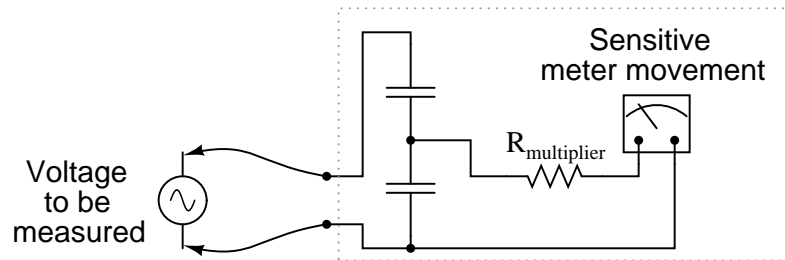 Sensitive
meter movement
Rmultiplier
Voltage
to be
measured